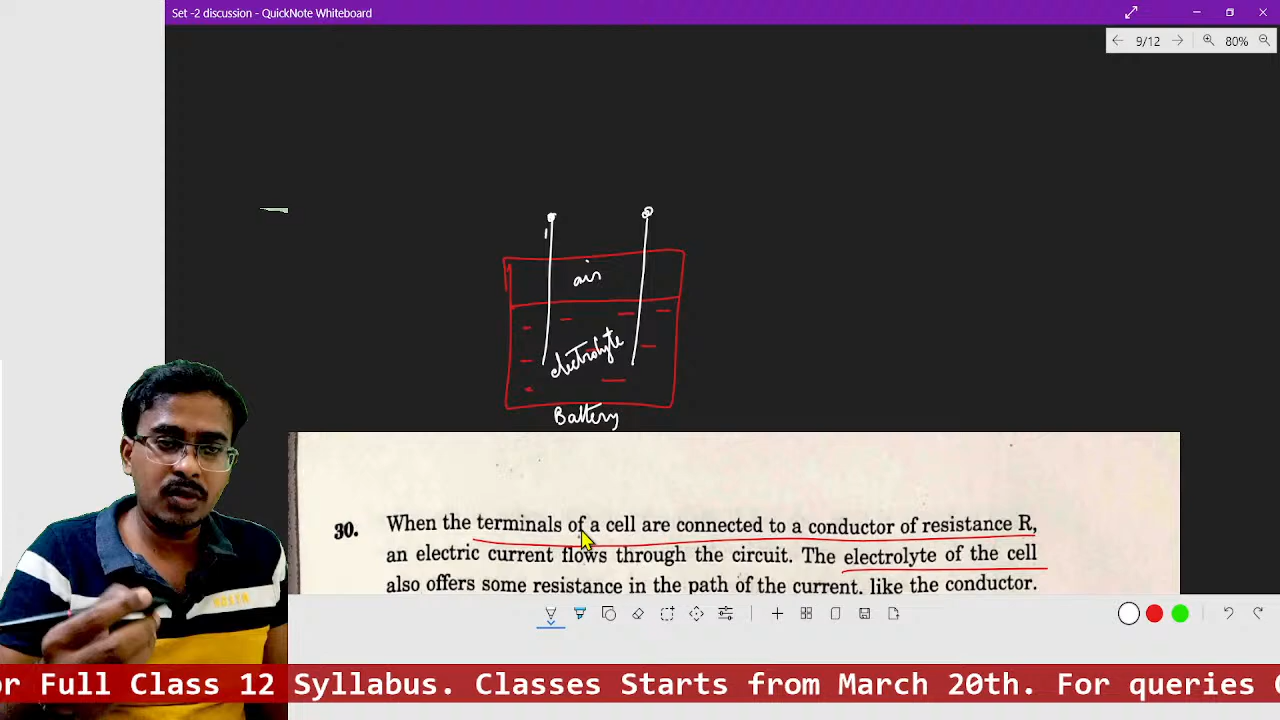 Set -2 discussion - QuickNote Whiteboard
9/12
80%
air
electrolyte
Battery
30. When the terminals of a cell are connected to a conductor of resistance R,
an electric current flows through the circuit. The electrolyte of the cell
also offers some resistance in the path of the current, like the conductor.
or Full Class 12 Syllabus. Classes Starts from March 20th. For queries